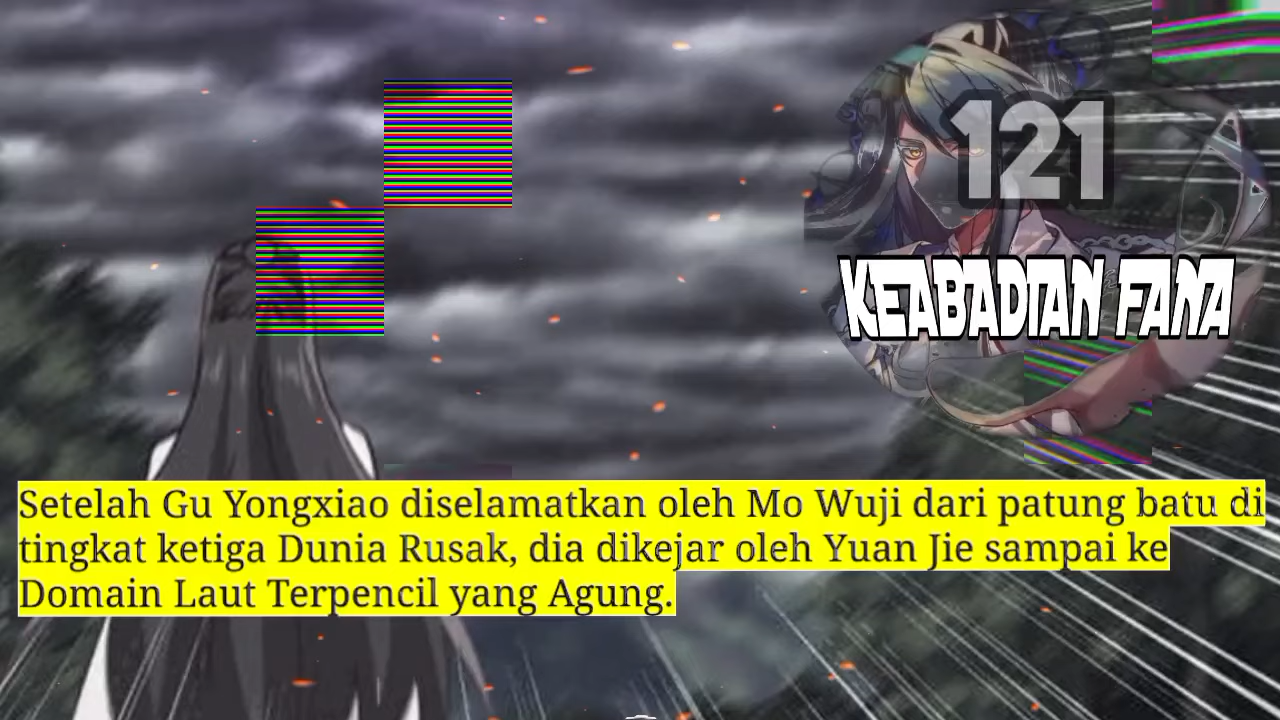 121
KEABADIAN FANA
Setelah Gu Yongxiao diselamatkan oleh Mo Wuji dari patung batu di
tingkat ketiga Dunia Rusak, dia dikejar oleh Yuan Jie sampai ke
Domain Laut Terpencil yang Agung.